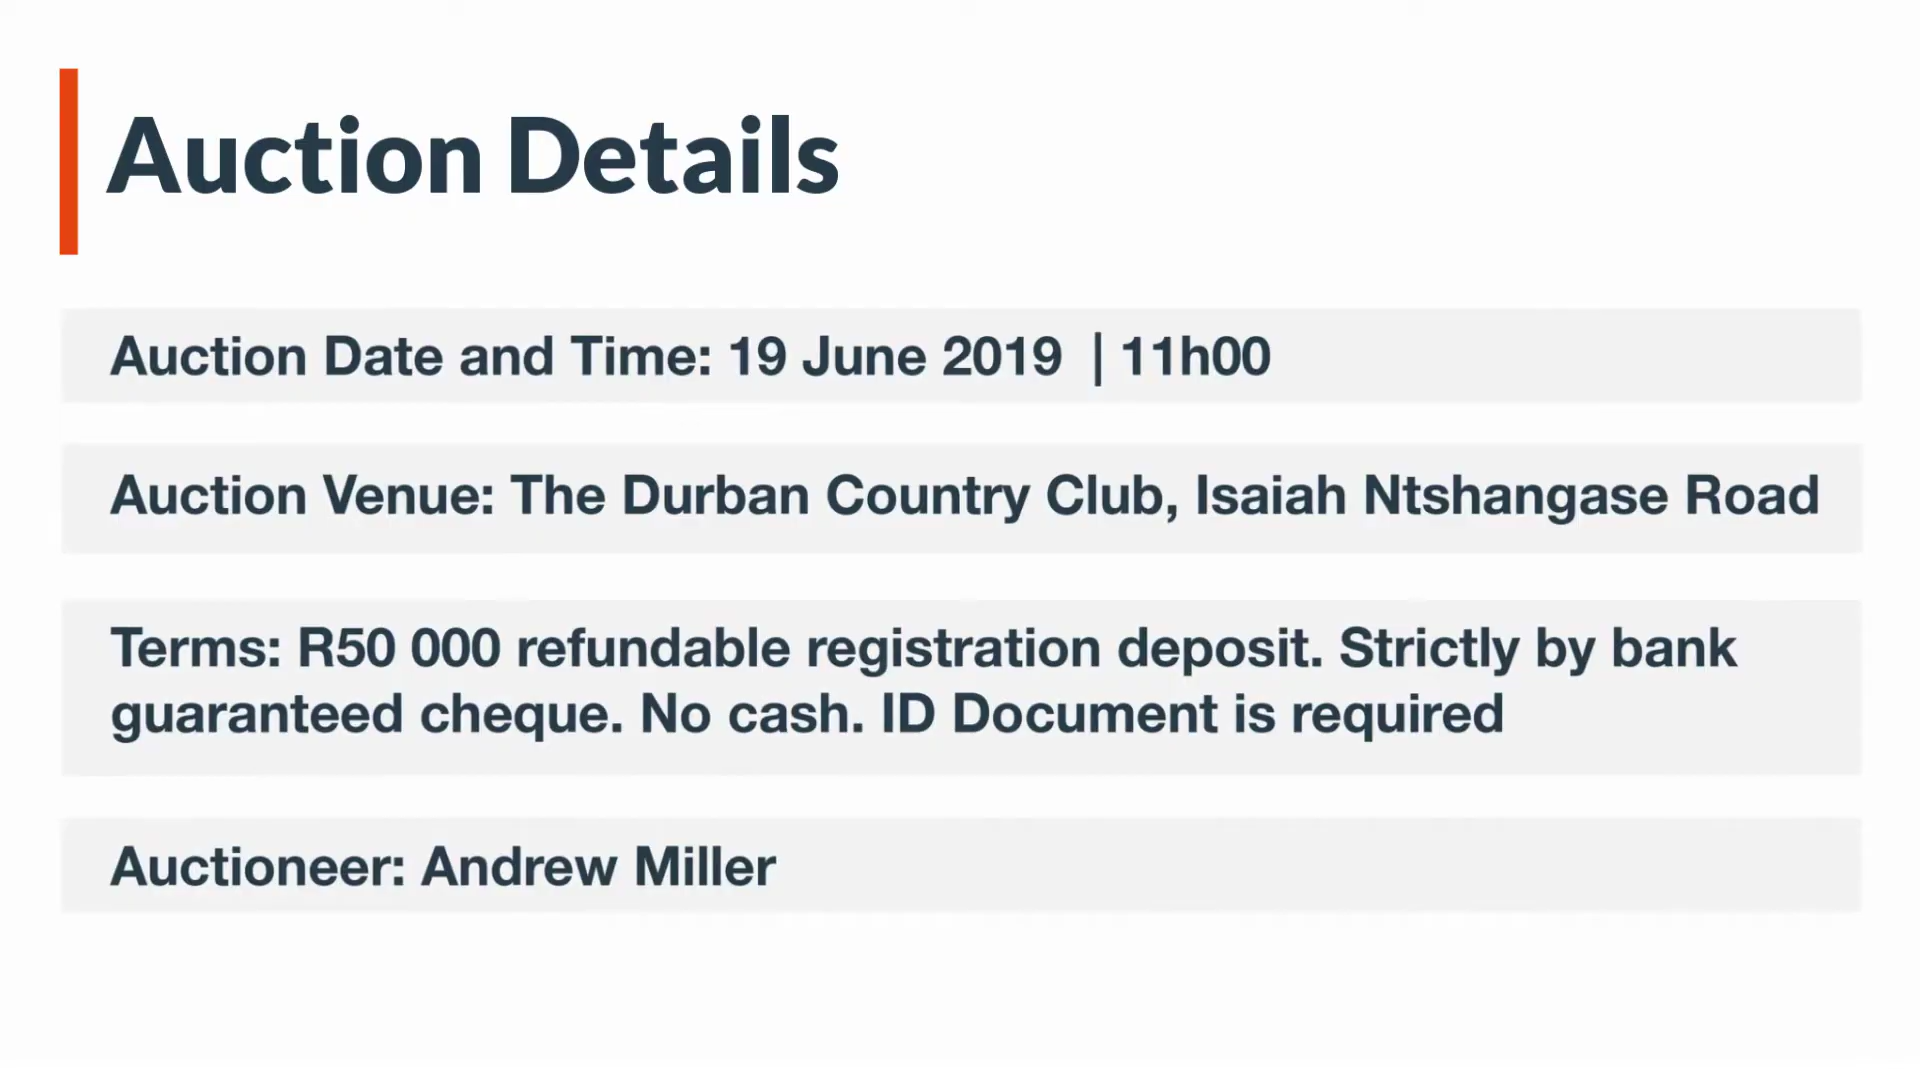 Auction Details
Auction Date and Time: 19 June 2019 | 11h00
Auction Venue: The Durban Country Club, Isaiah Ntshangase Road
Terms: R50 000 refundable registration deposit. Strictly by bank
guaranteed cheque. No cash. ID Document is required
Auctioneer: Andrew Miller